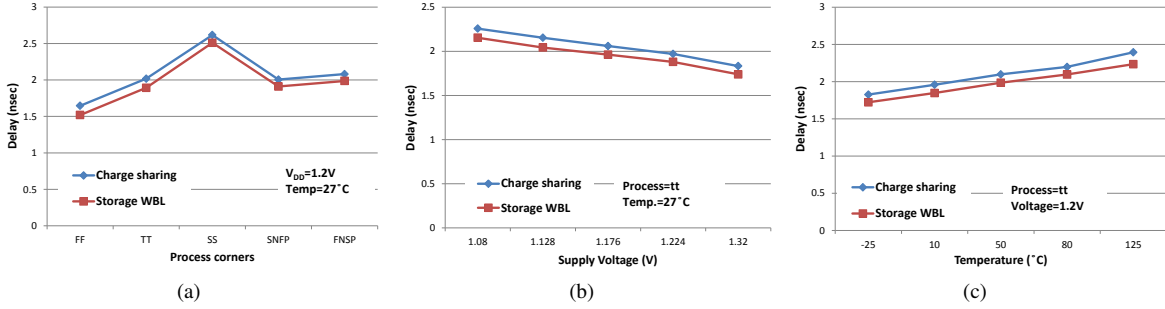 3
2.5
2
1.5
1
0.5
0
Delay (nsec)
Charge sharing
Storage WBL
VDD=1.2V
Temp=27˚C
FF TT SS SNFP FNSP
Process corners
(a)
2.5
2
1.5
1
0.5
0
Delay (nsec)
Charge sharing
Storage WBL
Process=tt
Temp.=27˚C
1.08 1.128 1.176 1.224 1.32
Supply Voltage (V)
(b)
3
2.5
2
1.5
1
0.5
0
Delay (nsec)
Charge sharing
Storage WBL
Process=tt
Voltage=1.2V
-25 10 50 80 125
Temperature (˚C)
(c)